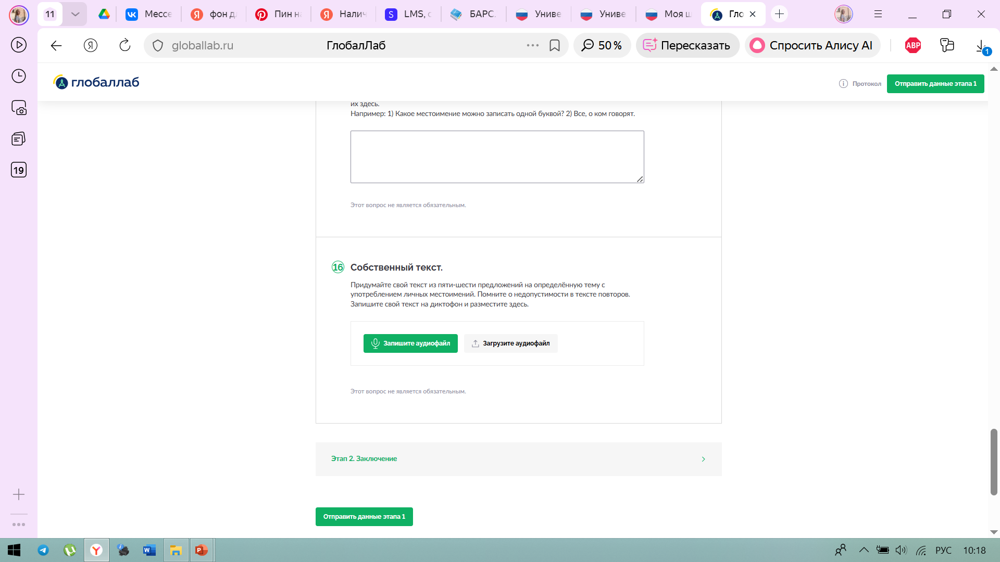 11
Мессе
фон д
Пин на
Налич
LMS, с
БАРС.
Униве
Униве
Моя ш
Гло
globallab.ru
ГлобалЛаб
50 %
Пересказать
Спросить Алису AI
ABP
1
19
глобаллаб
Протокол
Отправить данные этапа 1
их здесь.
Например: 1) Какое местоимение можно записать одной буквой? 2) Все, о ком говорят.
Этот вопрос не является обязательным.
16 Собственный текст.
Придумайте свой текст из пяти-шести предложений на определённую тему с
употреблением личных местоимений. Помните о недопустимости в тексте повторов.
Запишите свой текст на диктофон и разместите здесь.
Запишите аудиофайл
Загрузите аудиофайл
Этот вопрос не является обязательным.
Этап 2. Заключение
Отправить данные этапа 1
РУС
10:18